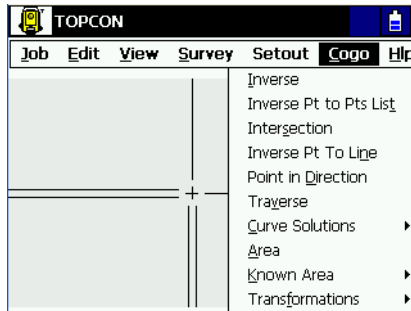 TOPCON
Job Edit View Survey Setout Cogo Hlp
Inverse
Inverse Pt to Pts List
Intersection
Inverse Pt To Line
Point in Direction
Traverse
Curve Solutions
Area
Known Area
Transformations